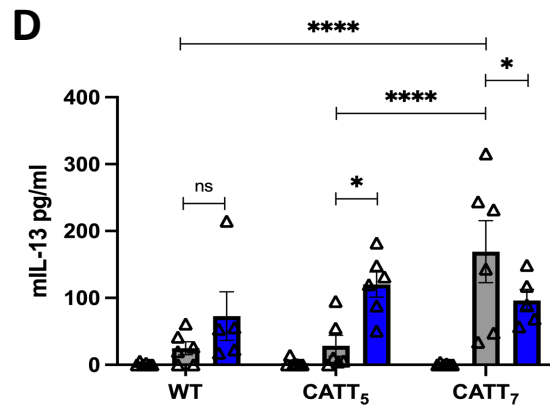 D
****
*
****
400
300
200
100
0
mIL-13 pg/ml
ns
*
WT
CATT₅
CATT₇